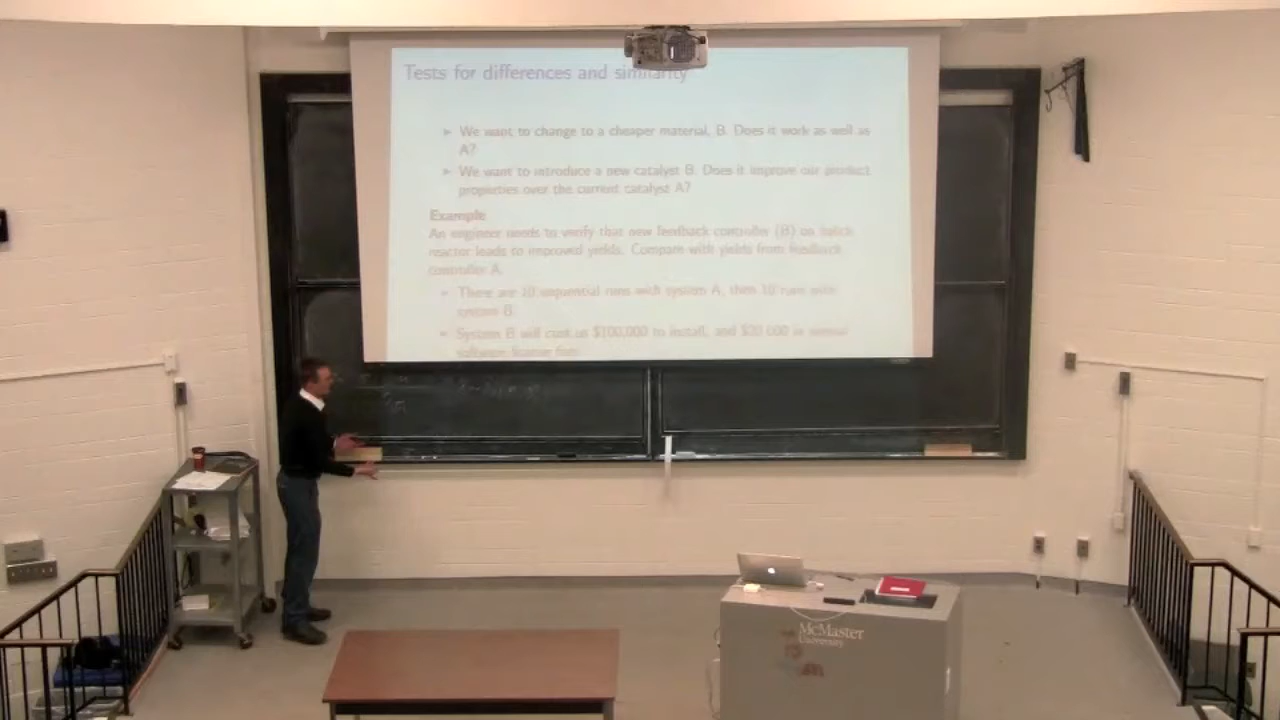 Tests for differences and similarity
We want to change to a cheaper material, B. Does it work as well as
A?
We want to introduce a new catalyst B. Does it improve our product
properties over the current catalyst A?
Example
An engineer needs to verify that new feedback controller (B) on batch
reactor leads to improved yields. Compare with yields from feedback
controller A.
There are 10 sequential runs with system A, then 10 runs with
system B.
System B will cost us $100,000 to install, and $20,000 in annual
software license fees.
McMaster
University